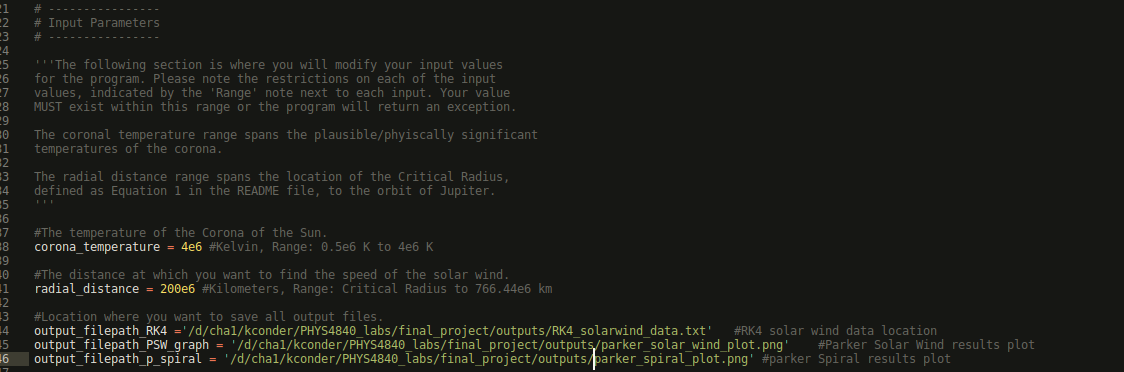 21 # ----------------
22 # Input Parameters
23 # ----------------
24
25 '''The following section is where you will modify your input values
26 for the program. Please note the restrictions on each of the input
27 values, indicated by the 'Range' note next to each input. Your value
28 MUST exist within this range or the program will return an exception.
29
30 The coronal temperature range spans the plausible/phyiscally significant
31 temperatures of the corona.
32
33 The radial distance range spans the location of the Critical Radius,
34 defined as Equation 1 in the README file, to the orbit of Jupiter.
35 '''
36
37 #The temperature of the Corona of the Sun.
38 corona_temperature = 4e6 #Kelvin, Range: 0.5e6 K to 4e6 K
39
40 #The distance at which you want to find the speed of the solar wind.
41 radial_distance = 200e6 #Kilometers, Range: Critical Radius to 766.44e6 km
42
43 #Location where you want to save all output files.
44 output_filepath_RK4 ='/d/cha1/kconder/PHYS4840_labs/final_project/outputs/RK4_solarwind_data.txt' #RK4 solar wind data location
45 output_filepath_PSW_graph = '/d/cha1/kconder/PHYS4840_labs/final_project/outputs/parker_solar_wind_plot.png' #Parker Solar Wind results plot
46 output_filepath_p_spiral = '/d/cha1/kconder/PHYS4840_labs/final_project/outputs/parker_spiral_plot.png' #parker Spiral results plot